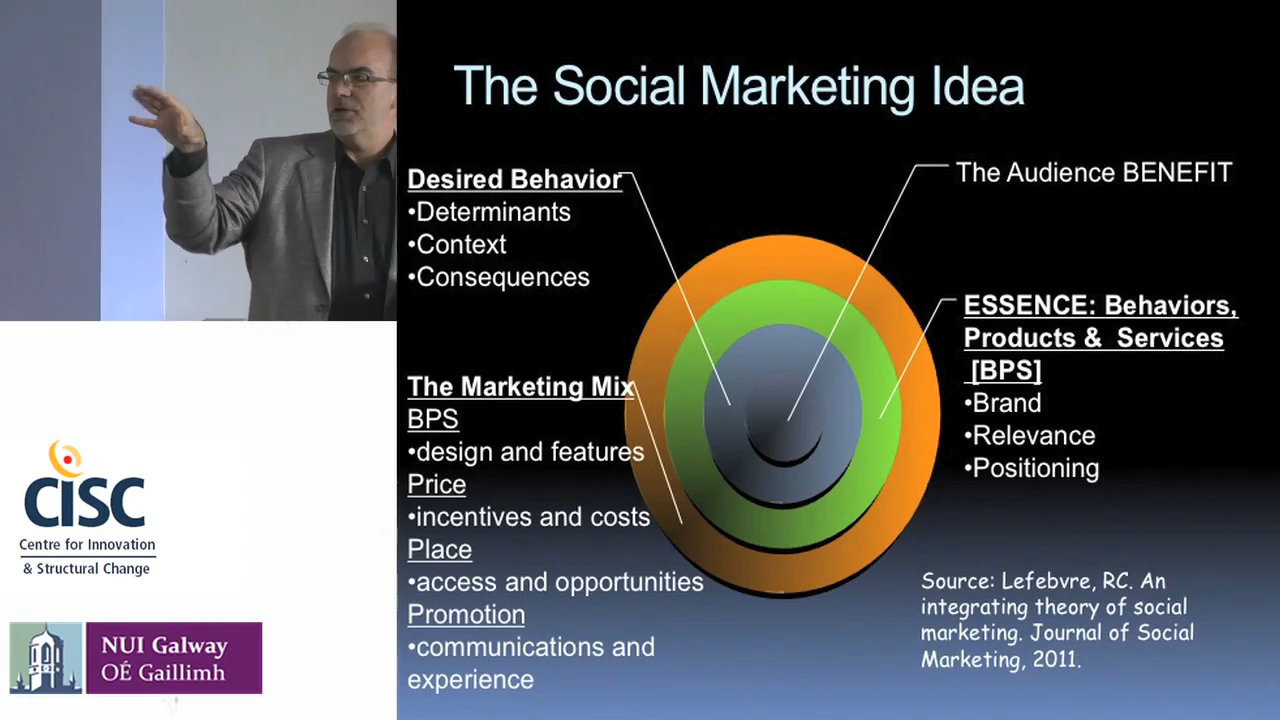 The Social Marketing Idea
Desired Behavior
•Determinants
•Context
•Consequences
The Audience BENEFIT
ESSENCE: Behaviors,
Products & Services
[BPS]
•Brand
•Relevance
•Positioning
The Marketing Mix
BPS
•design and features
Price
•incentives and costs
Place
•access and opportunities
Promotion
•communications and
experience
Source: Lefebvre, RC. An
integrating theory of social
marketing. Journal of Social
Marketing, 2011.
CISC
Centre for Innovation
& Structural Change
NUI Galway
OÉ Gaillimh